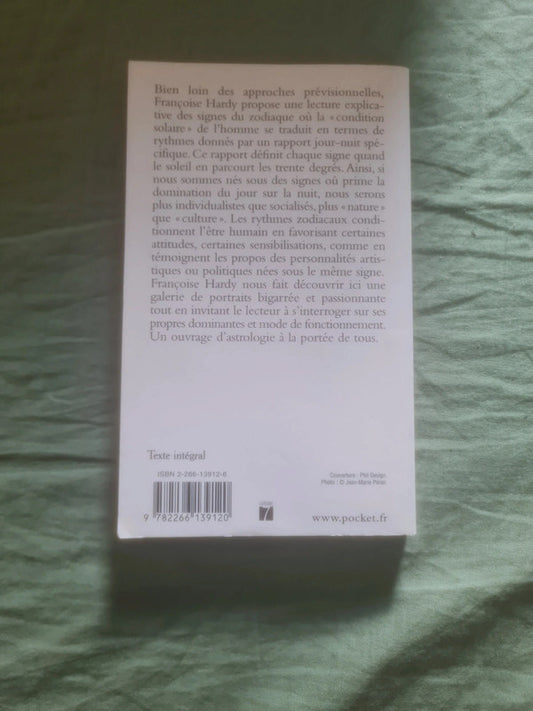 Bien loin des approches prévisionnelles,
Françoise Hardy propose une lecture explica-
tive des signes du zodiaque où la «condition
solaire» de l'homme se traduit en termes de
rythmes donnés par un rapport jour-nuit spé-
cifique. Ce rapport définit chaque signe quand
le soleil en parcourt les trente degrés. Ainsi, si
nous sommes nés sous des signes où prime la
domination du jour sur la nuit, nous serons
plus individualistes que socialisés, plus «nature»
que «culture». Les rythmes zodiacaux condi-
tionnent l'être humain en favorisant certaines
attitudes, certaines sensibilisations, comme en
témoignent les propos des personnalités artis-
tiques ou politiques nées sous le même signe.
Françoise Hardy nous fait découvrir ici une
galerie de portraits bigarrée et passionnante
tout en invitant le lecteur à s'interroger sur ses
propres dominantes et mode de fonctionnement.
Un ouvrage d'astrologie à la portée de tous.
Texte intégral
ISBN 2-266-13912-6
Couverture : Phil Design
Photo : © Jean-Marie Périer
9 782266 139120
7
www.pocket.fr